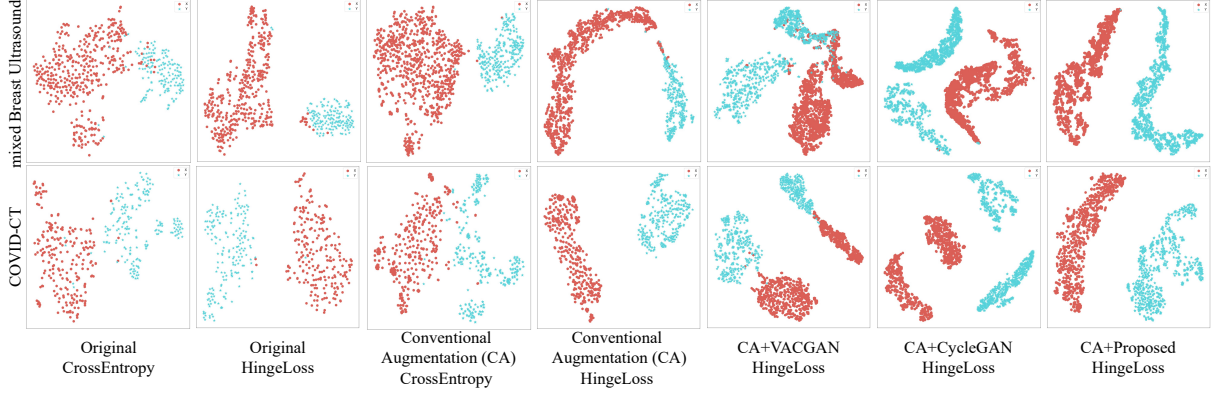 mixed Breast Ultrasound
COVID-CT
Original
CrossEntropy
Original
HingeLoss
Conventional
Augmentation (CA)
CrossEntropy
Conventional
Augmentation (CA)
HingeLoss
CA+VACGAN
HingeLoss
CA+CycleGAN
HingeLoss
CA+Proposed
HingeLoss